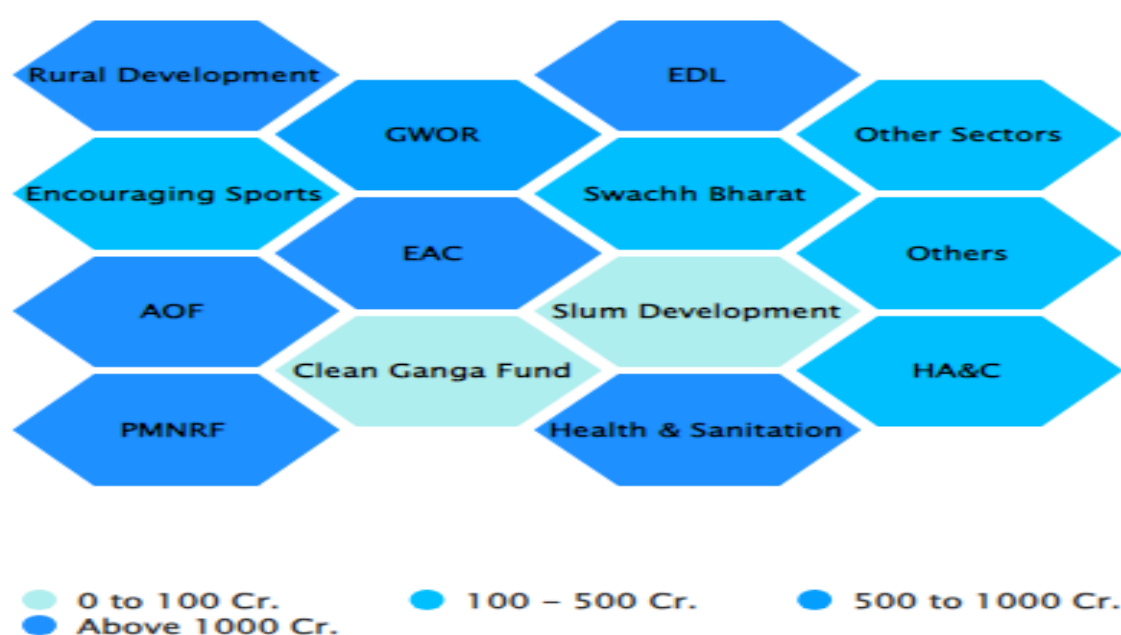 Rural Development
EDL
GWOR
Other Sectors
Encouraging Sports
Swachh Bharat
EAC
Others
AOF
Slum Development
Clean Ganga Fund
HA&C
PMNRF
Health & Sanitation
0 to 100 Cr.
100 – 500 Cr.
500 to 1000 Cr.
Above 1000 Cr.